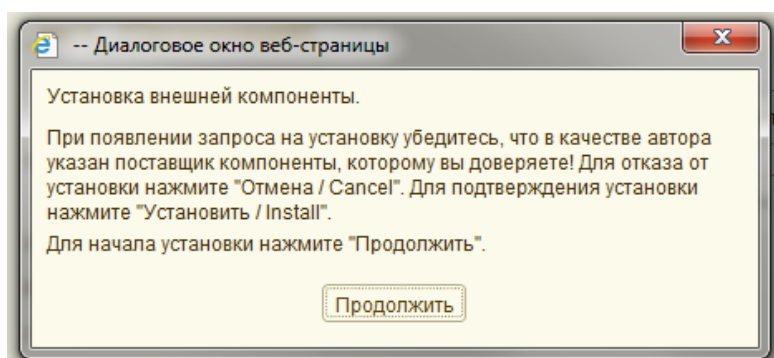 -- Диалоговое окно веб-страницы
Установка внешней компоненты.
При появлении запроса на установку убедитесь, что в качестве автора
указан поставщик компоненты, которому вы доверяете! Для отказа от
установки нажмите "Отмена / Cancel". Для подтверждения установки
нажмите "Установить / Install".
Для начала установки нажмите "Продолжить".
Продолжить